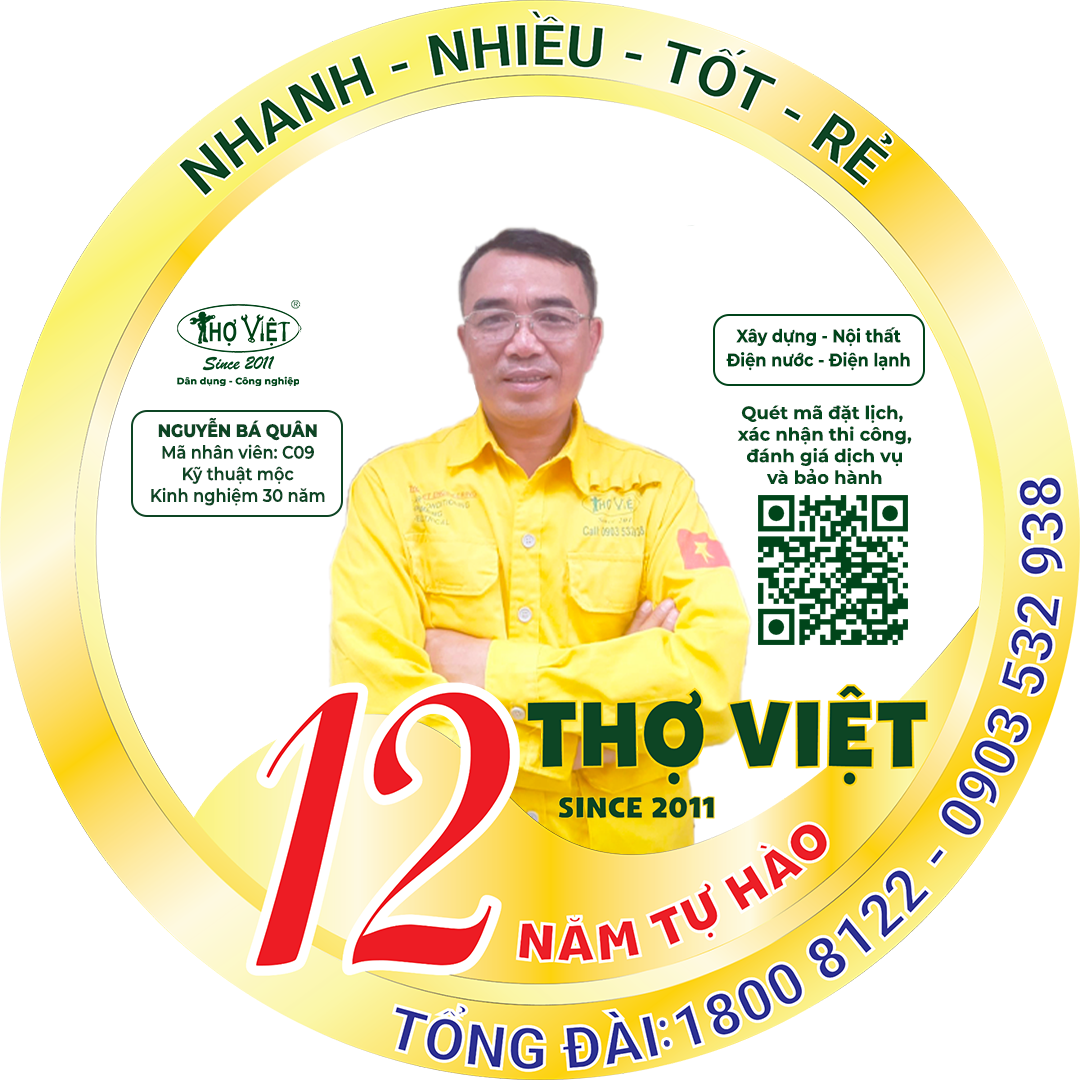 NHANH - NHIỀU - TỐT - RẺ
THỢ VIỆT ®
Since 2011
Dân dụng - Công nghiệp
NGUYỄN BÁ QUÂN
Mã nhân viên: C09
Kỹ thuật mộc
Kinh nghiệm 30 năm
Xây dựng - Nội thất
Điện nước - Điện lạnh
Quét mã đặt lịch,
xác nhận thi công,
đánh giá dịch vụ
và bảo hành
THỢ VIỆT
12
THỢ VIỆT
SINCE 2011
NĂM TỰ HÀO
TỔNG ĐÀI:1800 8122 - 0903 532 938